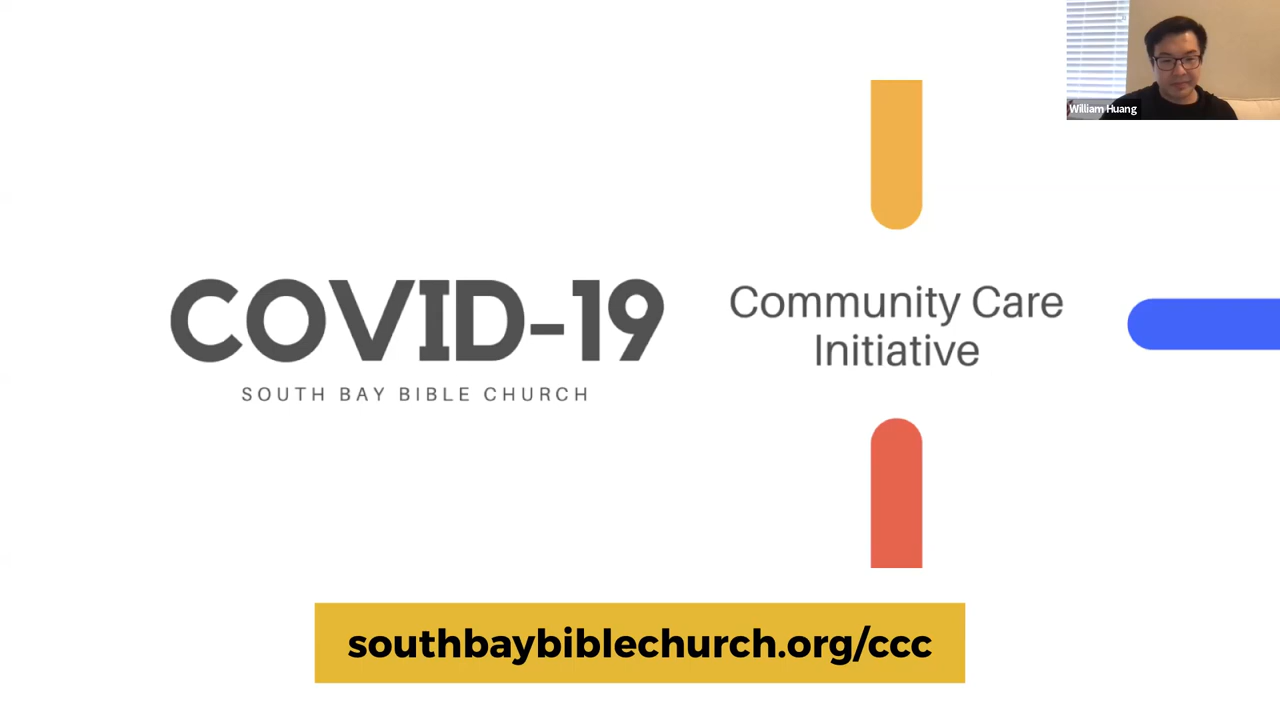 William Huang
COVID-19
SOUTH BAY BIBLE CHURCH
Community Care
Initiative
southbaybiblechurch.org/ccc